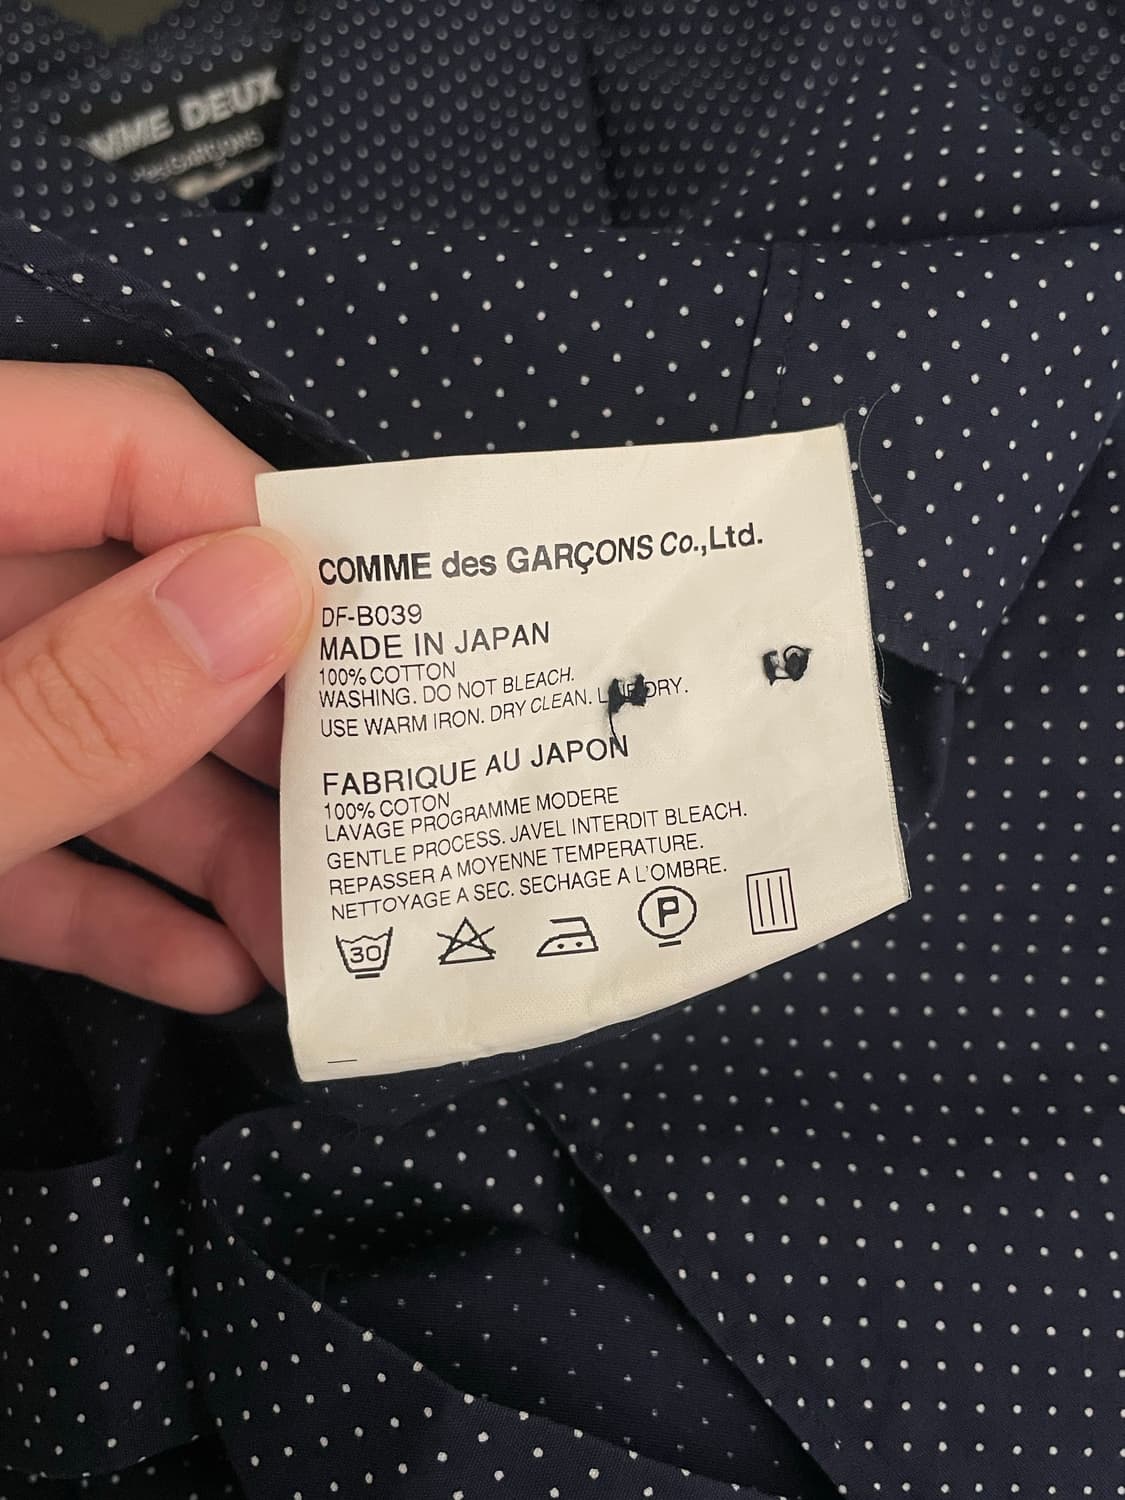 DEUX
COMME des GARÇONS Co.,Ltd.
DF-B039
MADE IN JAPAN
100% COTTON
WASHING. DO NOT BLEACH.
USE WARM IRON. DRY CLEAN. DRY.
FABRIQUE AU JAPON
100% COTON
LAVAGE PROGRAMME MODERE
GENTLE PROCESS. JAVEL INTERDIT BLEACH.
REPASSER A MOYENNE TEMPERATURE.
NETTOYAGE A SEC. SECHAGE A L'OMBRE.
30 P